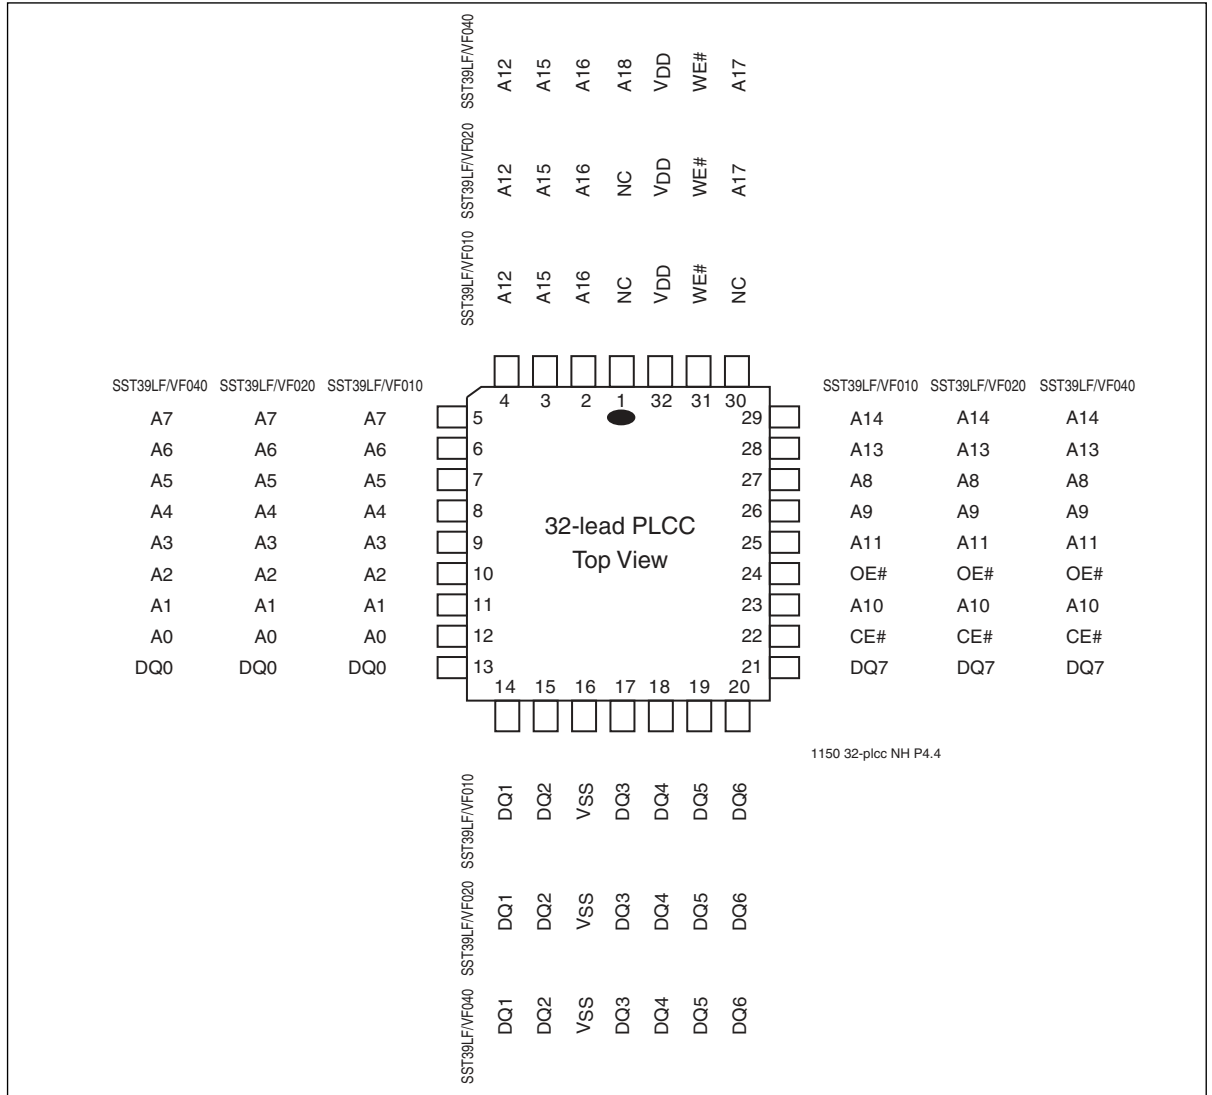 SST39LF/VF040 A12 A15 A16 A18 VDD WE# A17
SST39LF/VF020 A12 A15 A16 NC VDD WE# A17
SST39LF/VF010 A12 A15 A16 NC VDD WE# NC
SST39LF/VF040 SST39LF/VF020 SST39LF/VF010 4 3 2 1 32 31 30 SST39LF/VF010 SST39LF/VF020 SST39LF/VF040
A7 A7 A7 5 29 A14 A14 A14
A6 A6 A6 6 28 A13 A13 A13
A5 A5 A5 7 27 A8 A8 A8
A4 A4 A4 8 26 A9 A9 A9
32-lead PLCC
A3 A3 A3 9 25 A11 A11 A11
Top View
A2 A2 A2 10 24 OE# OE# OE#
A1 A1 A1 11 23 A10 A10 A10
A0 A0 A0 12 22 CE# CE# CE#
DQ0 DQ0 DQ0 13 21 DQ7 DQ7 DQ7
14 15 16 17 18 19 20
1150 32-plcc NH P4.4
SST39LF/VF010 DQ1 DQ2 VSS DQ3 DQ4 DQ5 DQ6
SST39LF/VF020 DQ1 DQ2 VSS DQ3 DQ4 DQ5 DQ6
SST39LF/VF040 DQ1 DQ2 VSS DQ3 DQ4 DQ5 DQ6